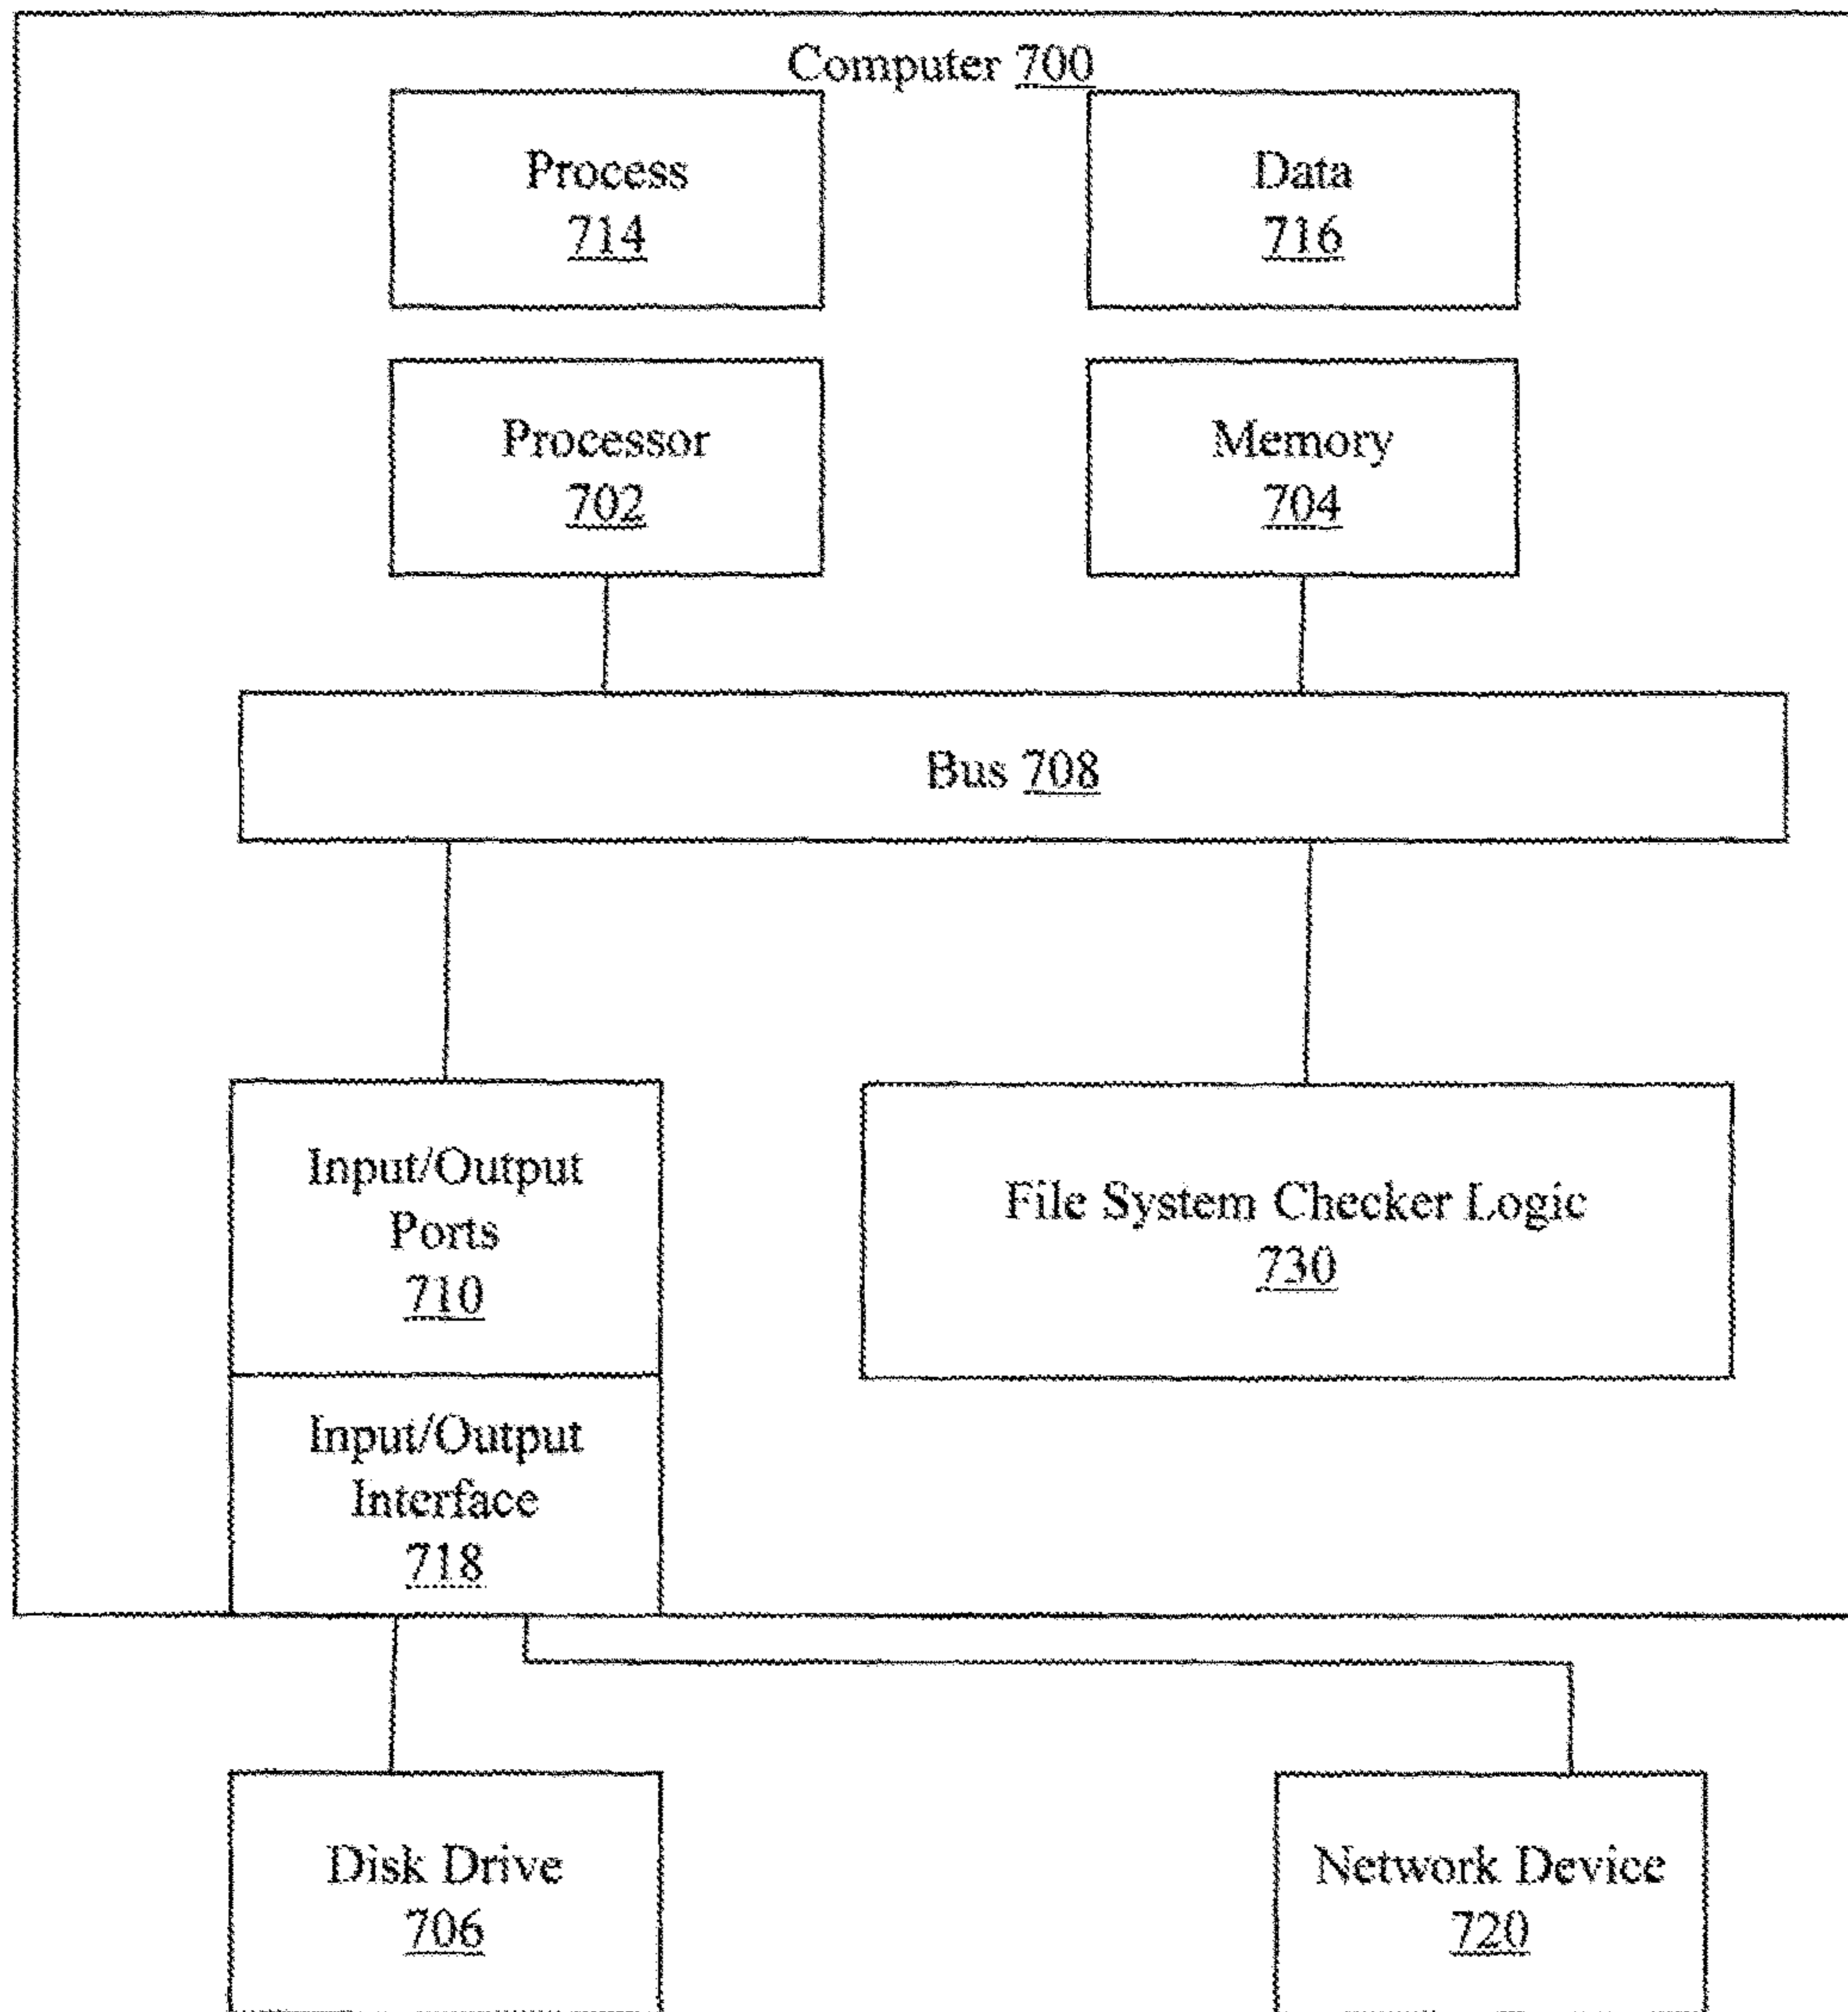 Computer 700
Process
714
Data
716
Processor
702
Memory
704
Bus 708
Input/Output
Ports
710
File System Checker Logic
730
Input/Output
Interface
718
Disk Drive
706
Network Device
720